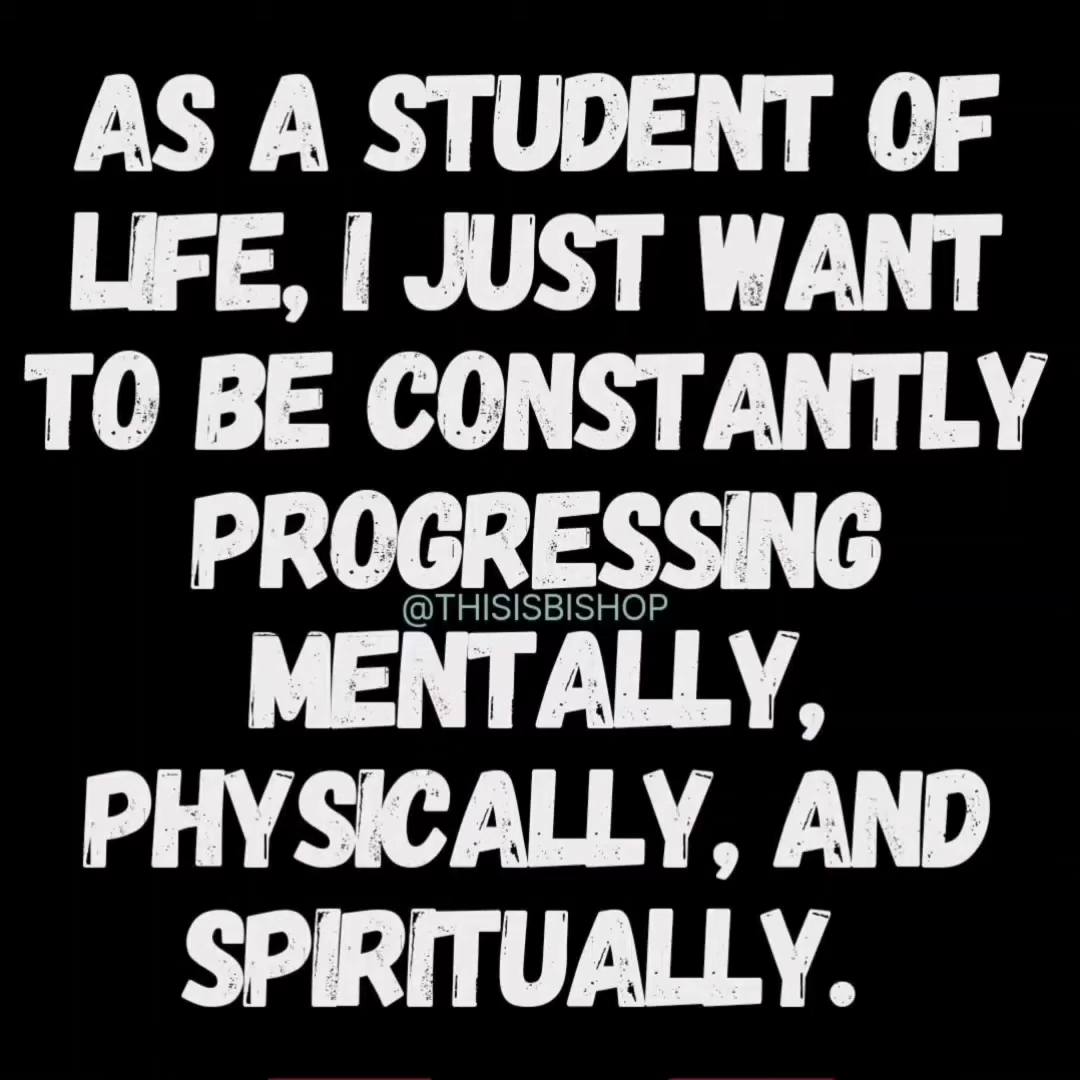 AS A STUDENT OF
LIFE, I JUST WANT
TO BE CONSTANTLY
PROGRESSING
@THISISBISHOP
MENTALLY,
PHYSICALLY, AND
SPIRITUALLY.